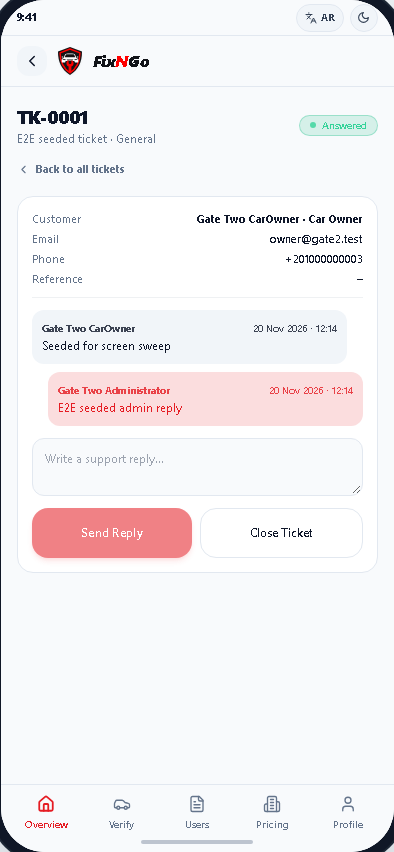 9:41
AR
FixNGo
TK-0001
Answered
E2E seeded ticket · General
Back to all tickets
Customer
Gate Two CarOwner · Car Owner
Email
owner@gate2.test
Phone
+201000000003
Reference
–
Gate Two CarOwner
20 Nov 2026 · 12:14
Seeded for screen sweep
Gate Two Administrator
20 Nov 2026 · 12:14
E2E seeded admin reply
Write a support reply...
Send Reply
Close Ticket
Overview
Verify
Users
Pricing
Profile